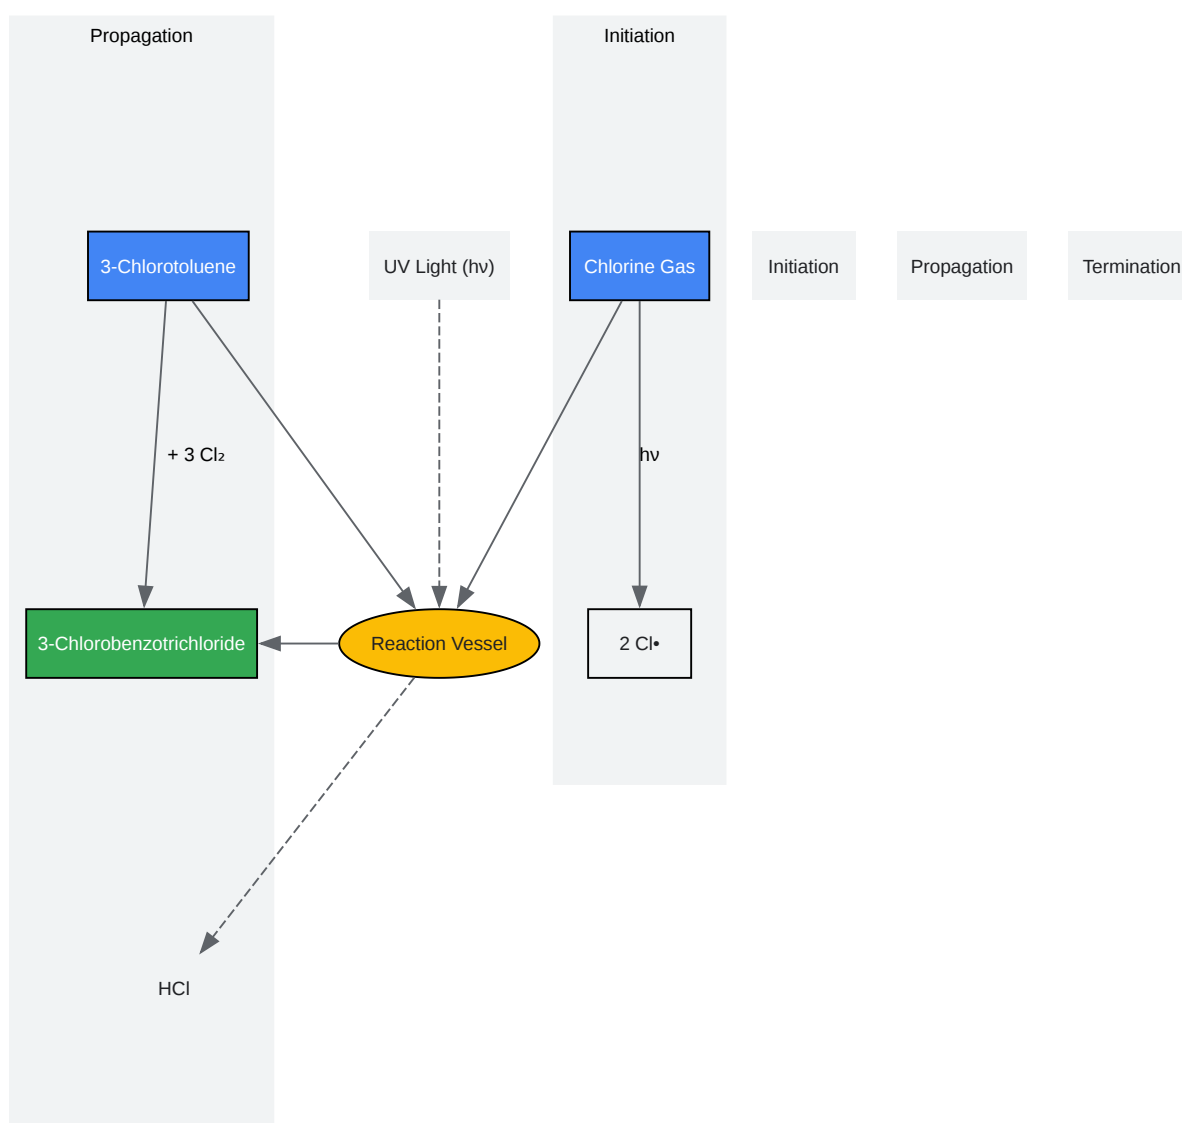 Propagation
Initiation
3-Chlorotoluene
UV Light (hν)
Chlorine Gas
Initiation
Propagation
Termination
+ 3 Cl₂
hν
3-Chlorobenzotrichloride
Reaction Vessel
2 Cl•
HCl